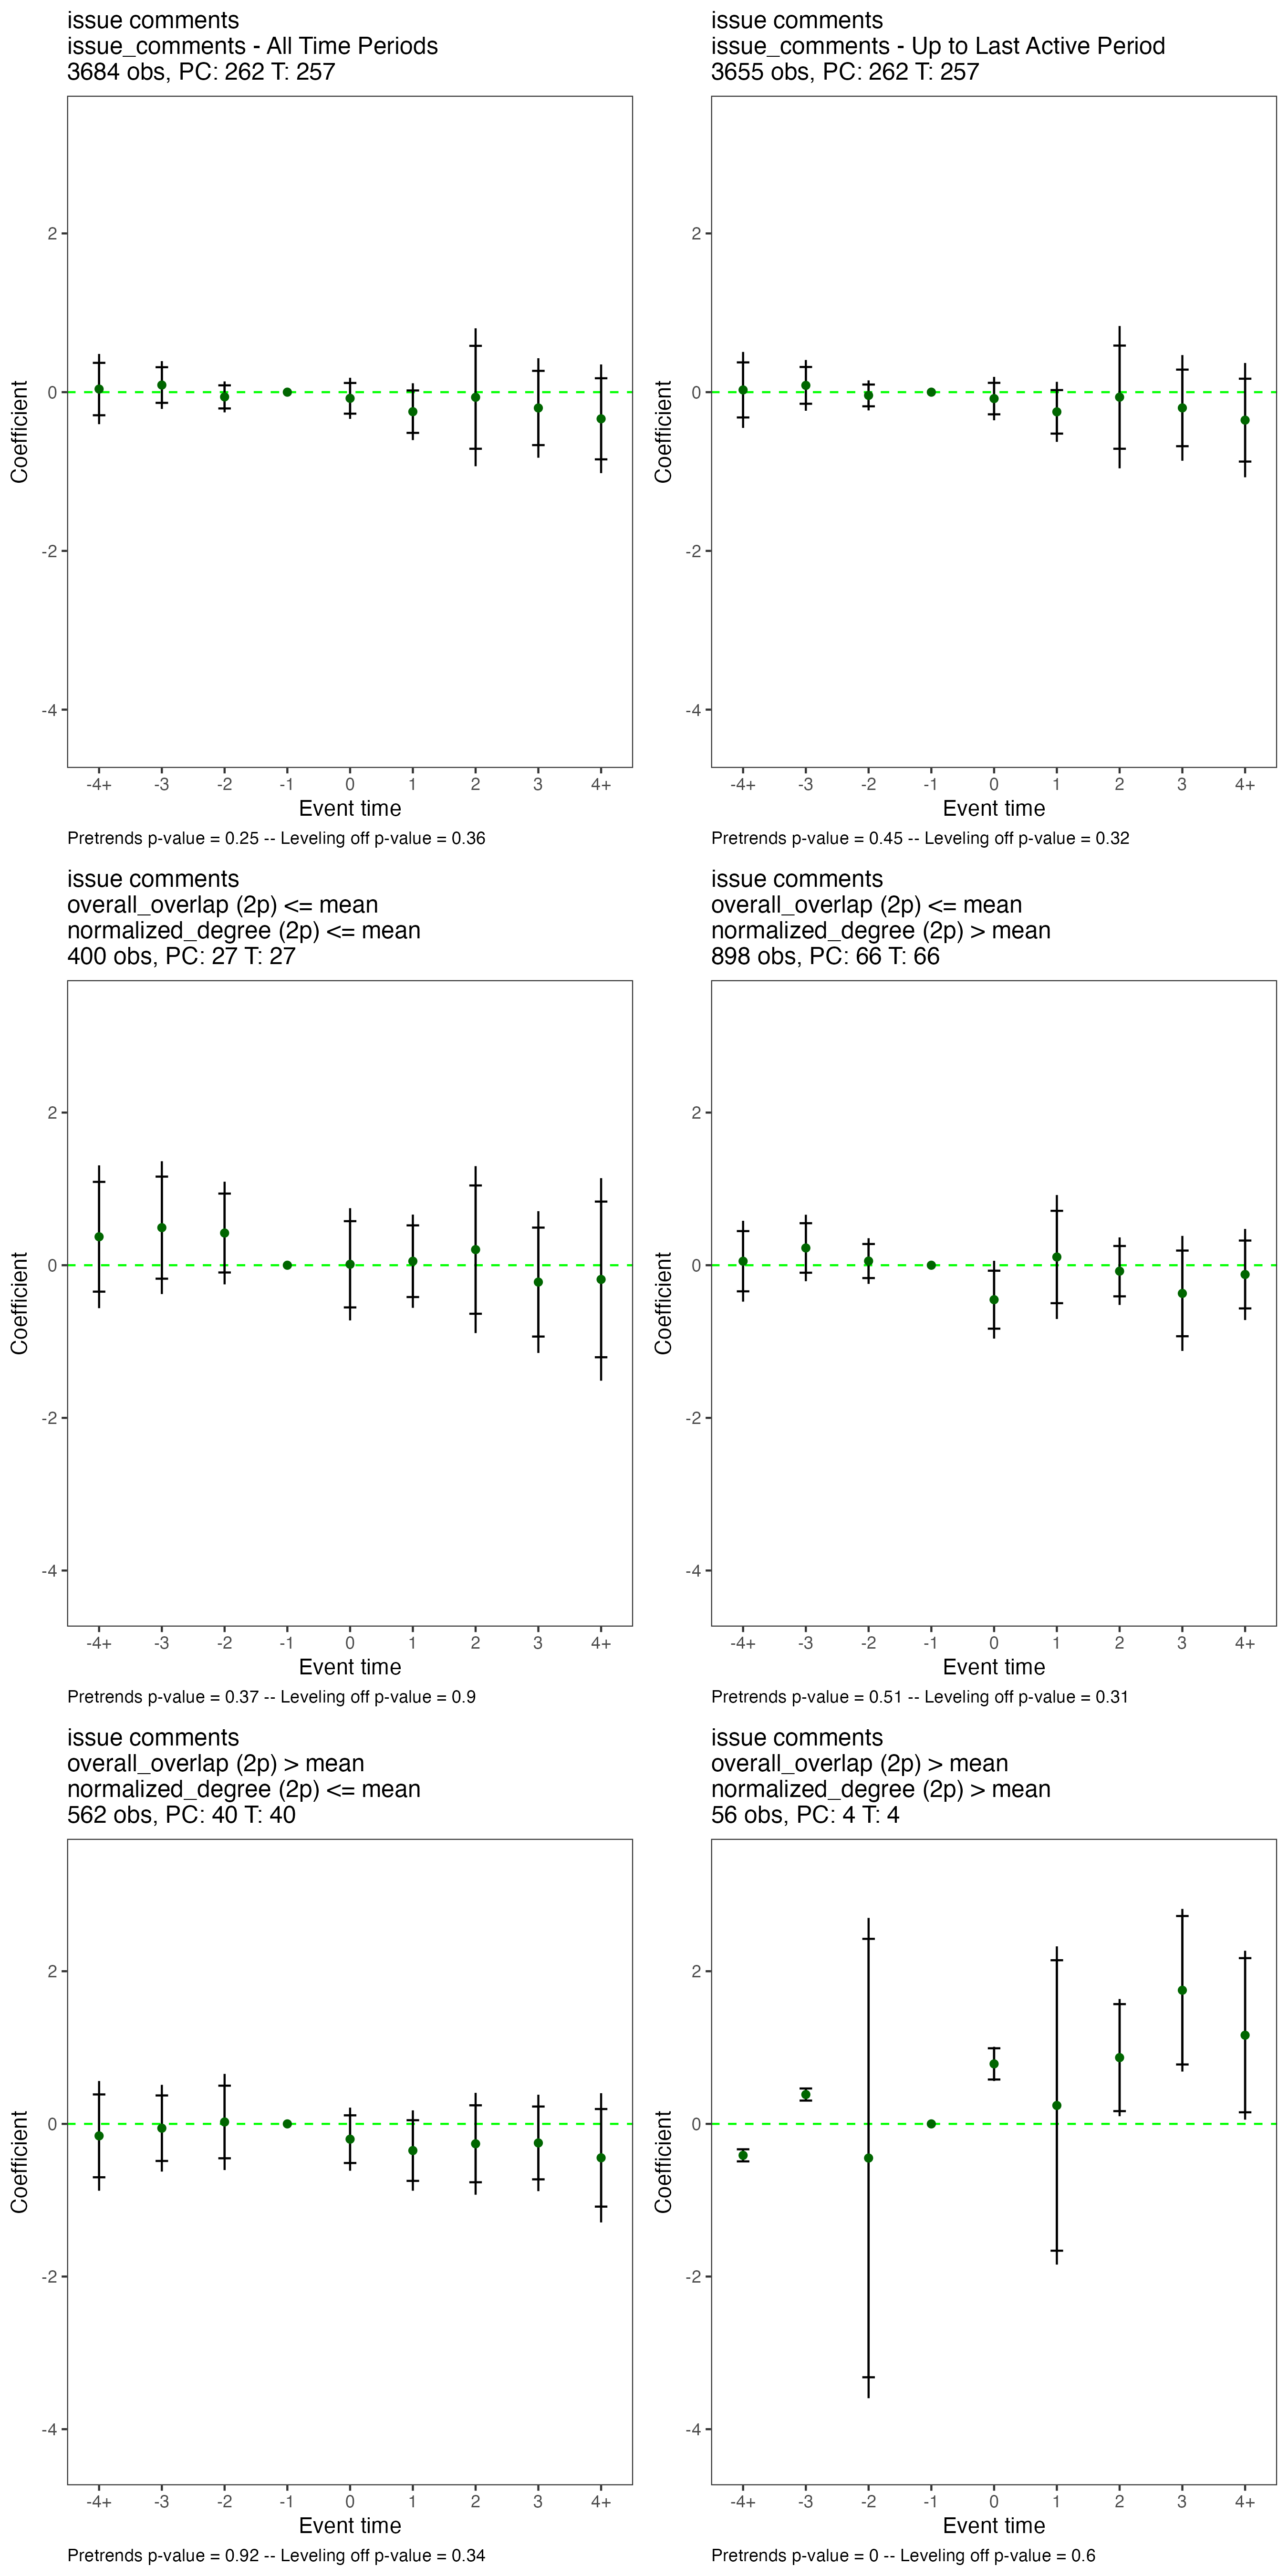 issue comments
issue_comments - All Time Periods
3684 obs, PC: 262 T: 257
Coefficient
2
0
-2
-4
-4+ -3 -2 -1 0 1 2 3 4+
Event time
Pretrends p-value = 0.25 -- Leveling off p-value = 0.36
issue comments
issue_comments - Up to Last Active Period
3655 obs, PC: 262 T: 257
Coefficient
2
0
-2
-4
-4+ -3 -2 -1 0 1 2 3 4+
Event time
Pretrends p-value = 0.45 -- Leveling off p-value = 0.32
issue comments
overall_overlap (2p) <= mean
normalized_degree (2p) <= mean
400 obs, PC: 27 T: 27
Coefficient
2
0
-2
-4
-4+ -3 -2 -1 0 1 2 3 4+
Event time
Pretrends p-value = 0.37 -- Leveling off p-value = 0.9
issue comments
overall_overlap (2p) <= mean
normalized_degree (2p) > mean
898 obs, PC: 66 T: 66
Coefficient
2
0
-2
-4
-4+ -3 -2 -1 0 1 2 3 4+
Event time
Pretrends p-value = 0.51 -- Leveling off p-value = 0.31
issue comments
overall_overlap (2p) > mean
normalized_degree (2p) <= mean
562 obs, PC: 40 T: 40
Coefficient
2
0
-2
-4
-4+ -3 -2 -1 0 1 2 3 4+
Event time
Pretrends p-value = 0.92 -- Leveling off p-value = 0.34
issue comments
overall_overlap (2p) > mean
normalized_degree (2p) > mean
56 obs, PC: 4 T: 4
Coefficient
2
0
-2
-4
-4+ -3 -2 -1 0 1 2 3 4+
Event time
Pretrends p-value = 0 -- Leveling off p-value = 0.6